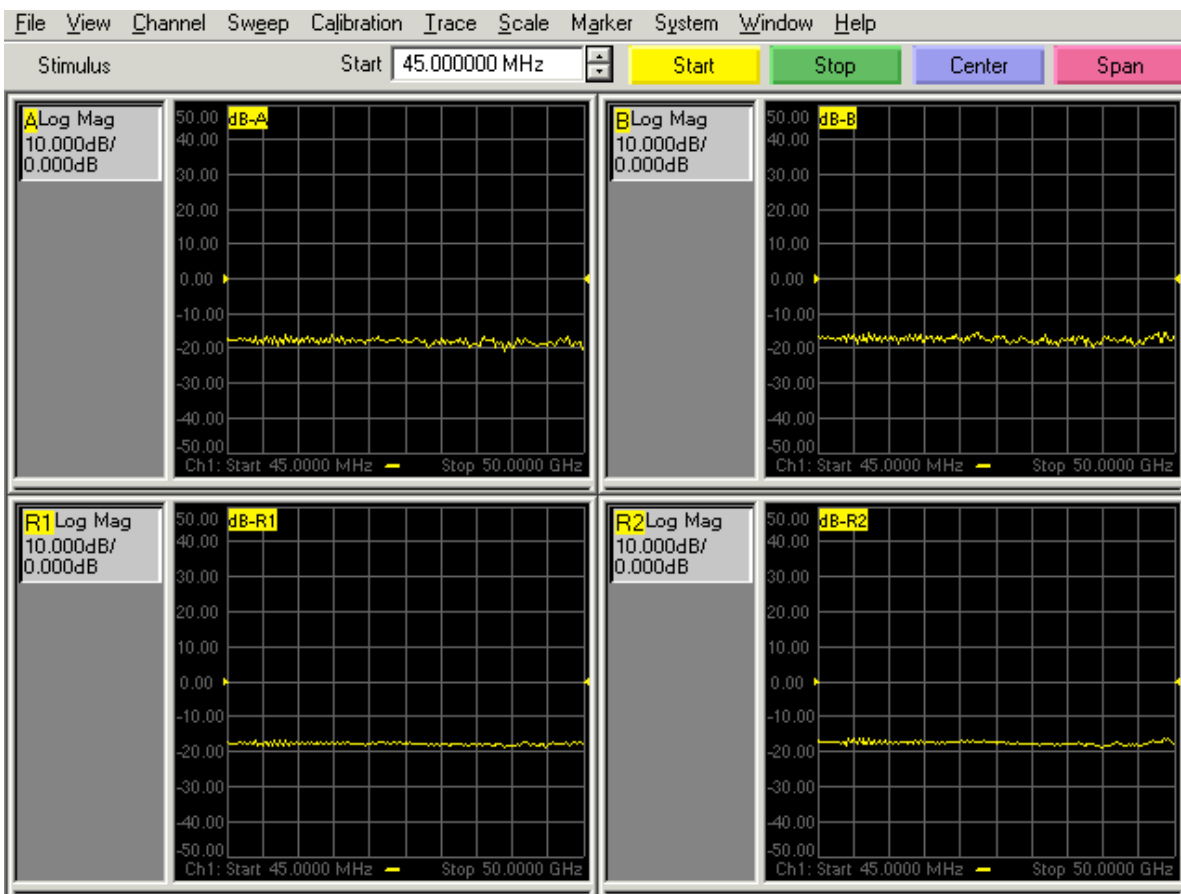 File View Channel Sweep Calibration Trace Scale Marker System Window Help
Stimulus Start 45.000000 MHz Start Stop Center Span
A Log Mag
10.000dB/
0.000dB
dB-A
50.00
40.00
30.00
20.00
10.00
0.00
-10.00
-20.00
-30.00
-40.00
-50.00
Ch1: Start 45.0000 MHz Stop 50.0000 GHz
B Log Mag
10.000dB/
0.000dB
dB-B
50.00
40.00
30.00
20.00
10.00
0.00
-10.00
-20.00
-30.00
-40.00
-50.00
Ch1: Start 45.0000 MHz Stop 50.0000 GHz
R1 Log Mag
10.000dB/
0.000dB
dB-R1
50.00
40.00
30.00
20.00
10.00
0.00
-10.00
-20.00
-30.00
-40.00
-50.00
Ch1: Start 45.0000 MHz Stop 50.0000 GHz
R2 Log Mag
10.000dB/
0.000dB
dB-R2
50.00
40.00
30.00
20.00
10.00
0.00
-10.00
-20.00
-30.00
-40.00
-50.00
Ch1: Start 45.0000 MHz Stop 50.0000 GHz